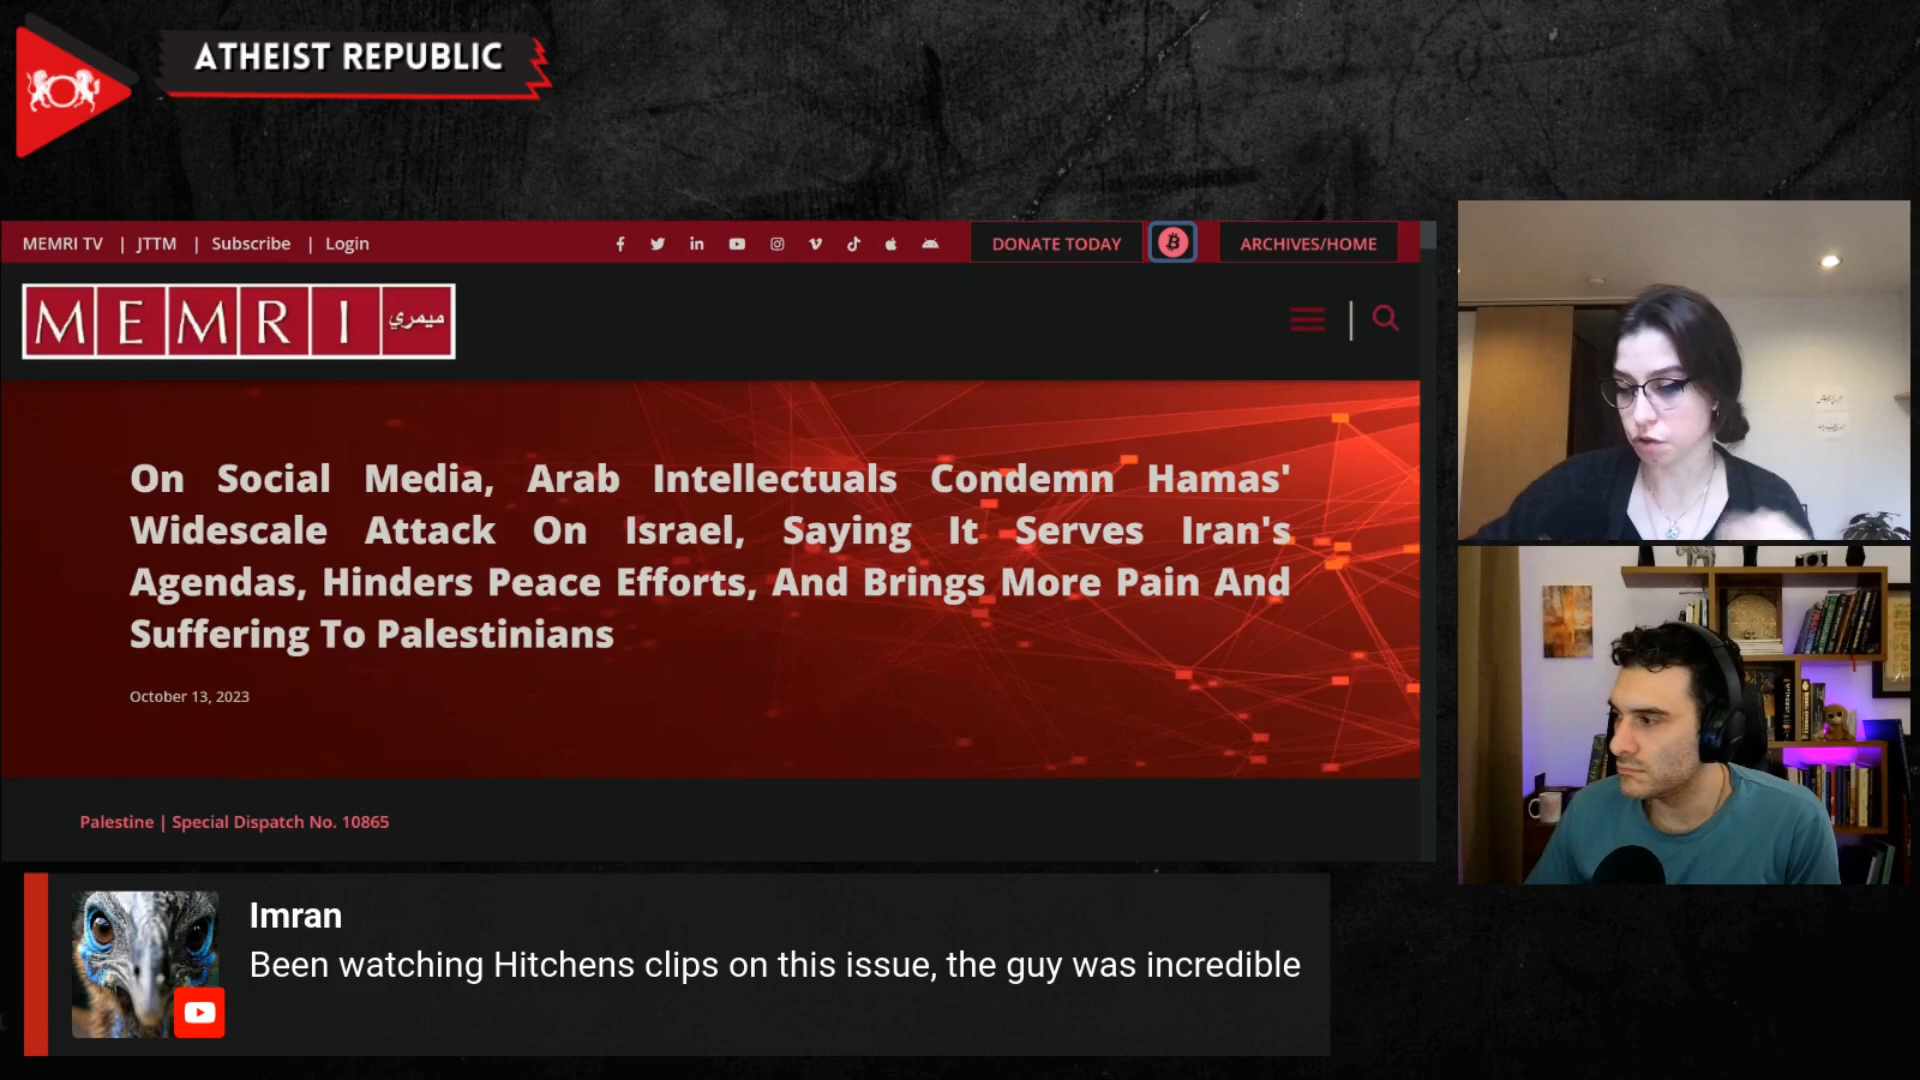 ATHEIST REPUBLIC
MEMRI TV | JTTM | Subscribe | Login
DONATE TODAY
ARCHIVES/HOME
MEMRI ميمري
On Social Media, Arab Intellectuals Condemn Hamas'
Widescale Attack On Israel, Saying It Serves Iran's
Agendas, Hinders Peace Efforts, And Brings More Pain And
Suffering To Palestinians
October 13, 2023
Palestine | Special Dispatch No. 10865
Imran
Been watching Hitchens clips on this issue, the guy was incredible